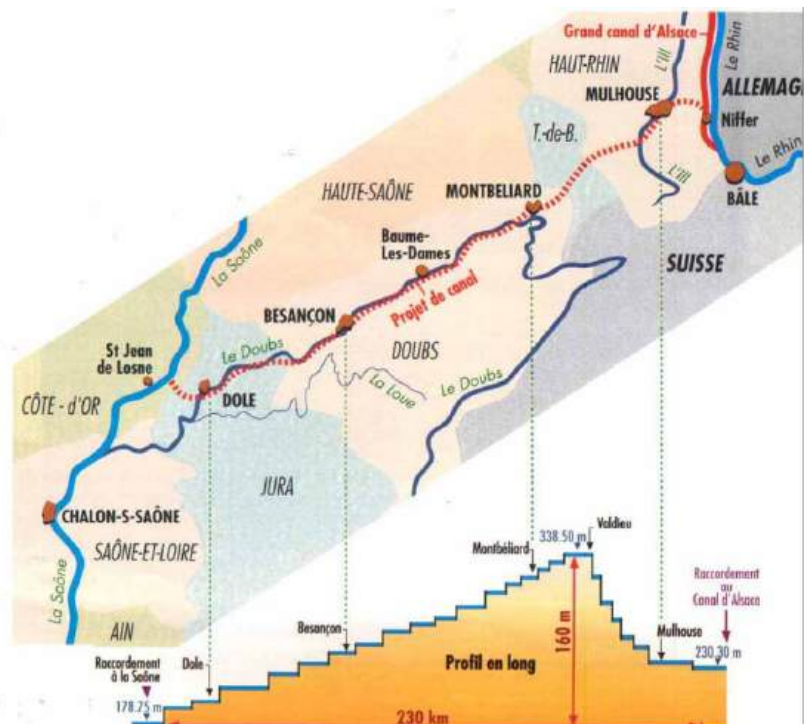 Grand canal d'Alsace
Le Rhin
L'Ill
HAUT-RHIN
ALLEMAG
MULHOUSE
Niffer
T.-de-B.
Le Rhin
L'Ill
BÂLE
HAUTE-SAÔNE
MONTBELIARD
Baume-
Les-Dames
SUISSE
La Saône
Projet de canal
BESANÇON
St Jean
de Losne
Le Doubs
DOUBS
La Loue
Le Doubs
DOLE
CÔTE - d'OR
JURA
CHALON-S-SAÔNE
SAÔNE-ET-LOIRE
La Saône
AIN
338.50 m
Valdieu
Montbéliard
Raccordement
au
Canal d'Alsace
160 m
Besançon
Mulhouse
230,30 m
Raccordement
à la Saône
Dole
Profil en long
178.75 m
230 km